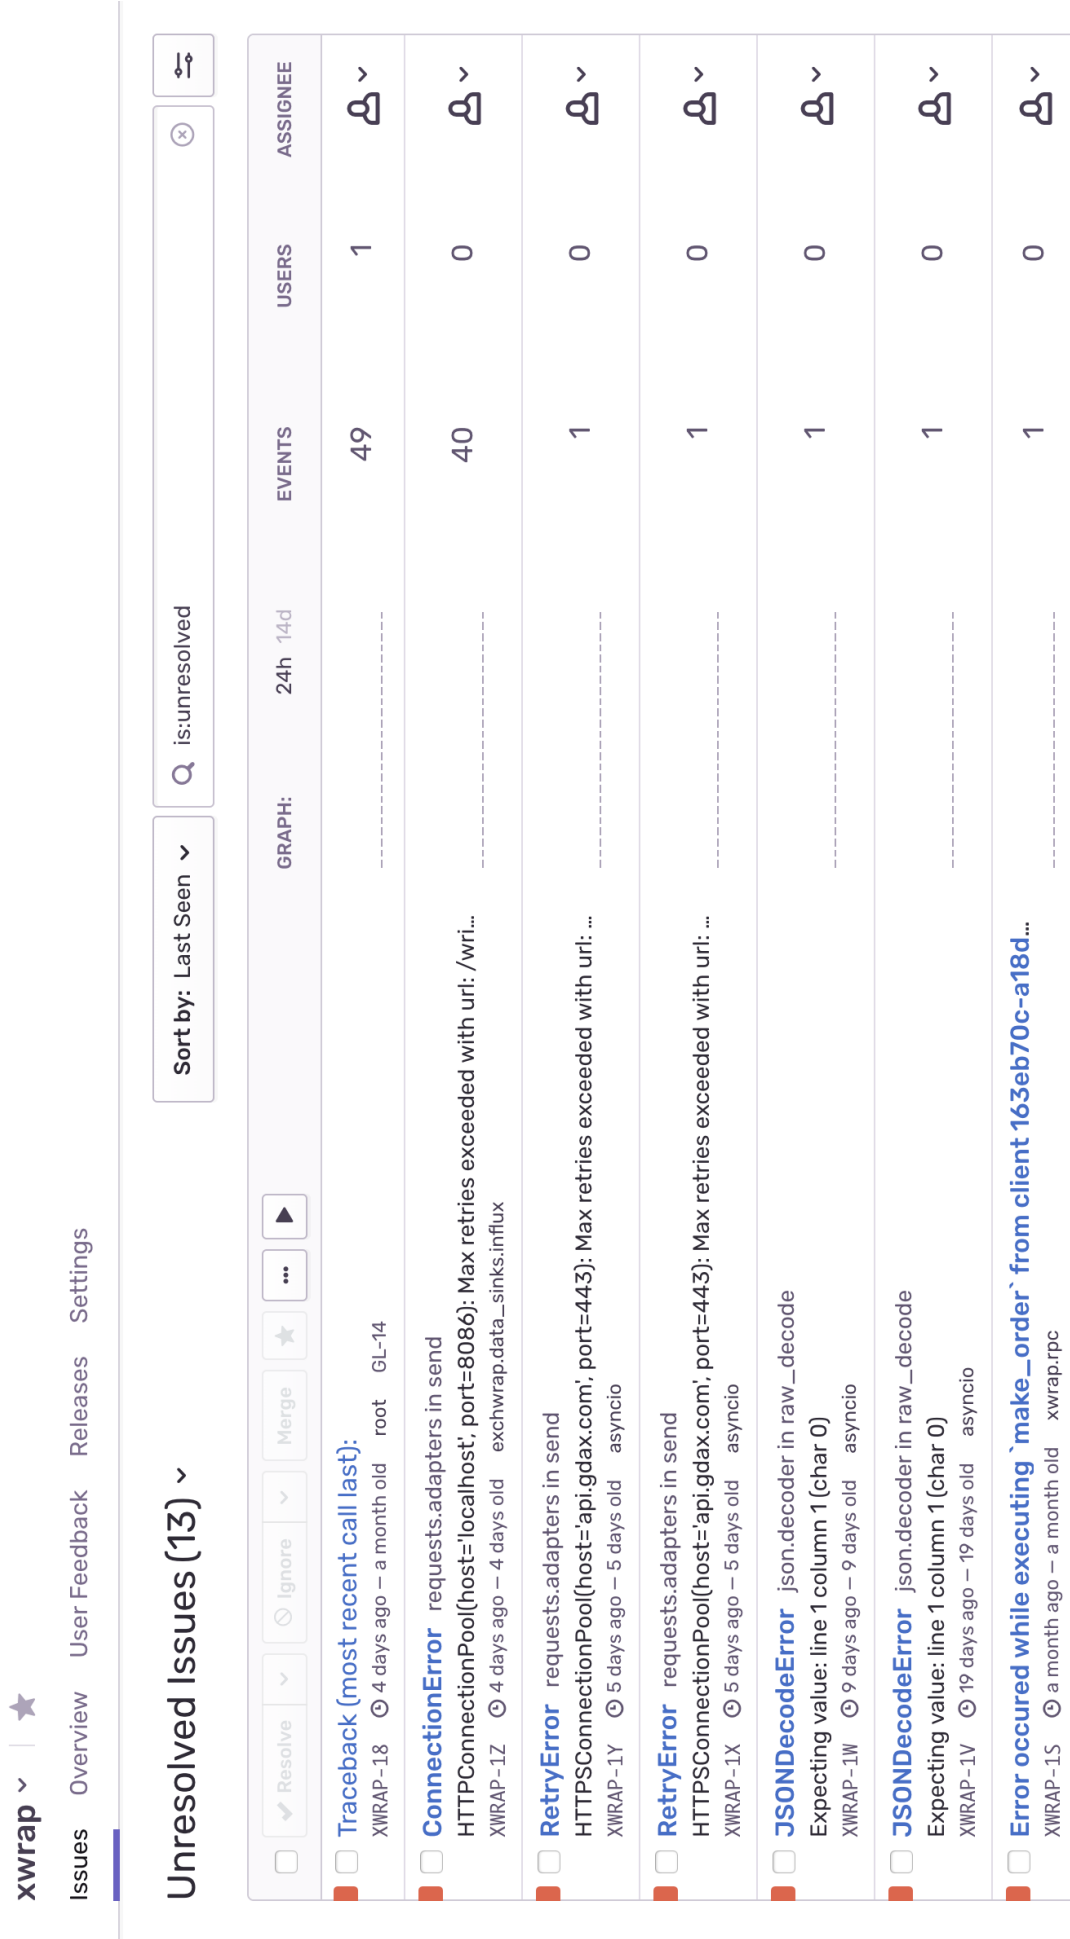 xwrap
Issues Overview User Feedback Releases Settings
Unresolved Issues (13)
Sort by: Last Seen
is:unresolved
Resolve Ignore Merge GRAPH: 24h 14d EVENTS USERS ASSIGNEE
Traceback (most recent call last):
XWRAP-18 4 days ago — a month old root GL-14
49 1
ConnectionError requests.adapters in send
HTTPConnectionPool(host='localhost', port=8086): Max retries exceeded with url: /wri…
XWRAP-1Z 4 days ago — 4 days old exchwrap.data_sinks.influx
40 0
RetryError requests.adapters in send
HTTPSConnectionPool(host='api.gdax.com', port=443): Max retries exceeded with url: …
XWRAP-1Y 5 days ago — 5 days old asyncio
1 0
RetryError requests.adapters in send
HTTPSConnectionPool(host='api.gdax.com', port=443): Max retries exceeded with url: …
XWRAP-1X 5 days ago — 5 days old asyncio
1 0
JSONDecodeError json.decoder in raw_decode
Expecting value: line 1 column 1 (char 0)
XWRAP-1W 9 days ago — 9 days old asyncio
1 0
JSONDecodeError json.decoder in raw_decode
Expecting value: line 1 column 1 (char 0)
XWRAP-1V 19 days ago — 19 days old asyncio
1 0
Error occured while executing `make_order` from client 163eb70c-a18d…
XWRAP-1S a month ago — a month old xwrap.rpc
1 0